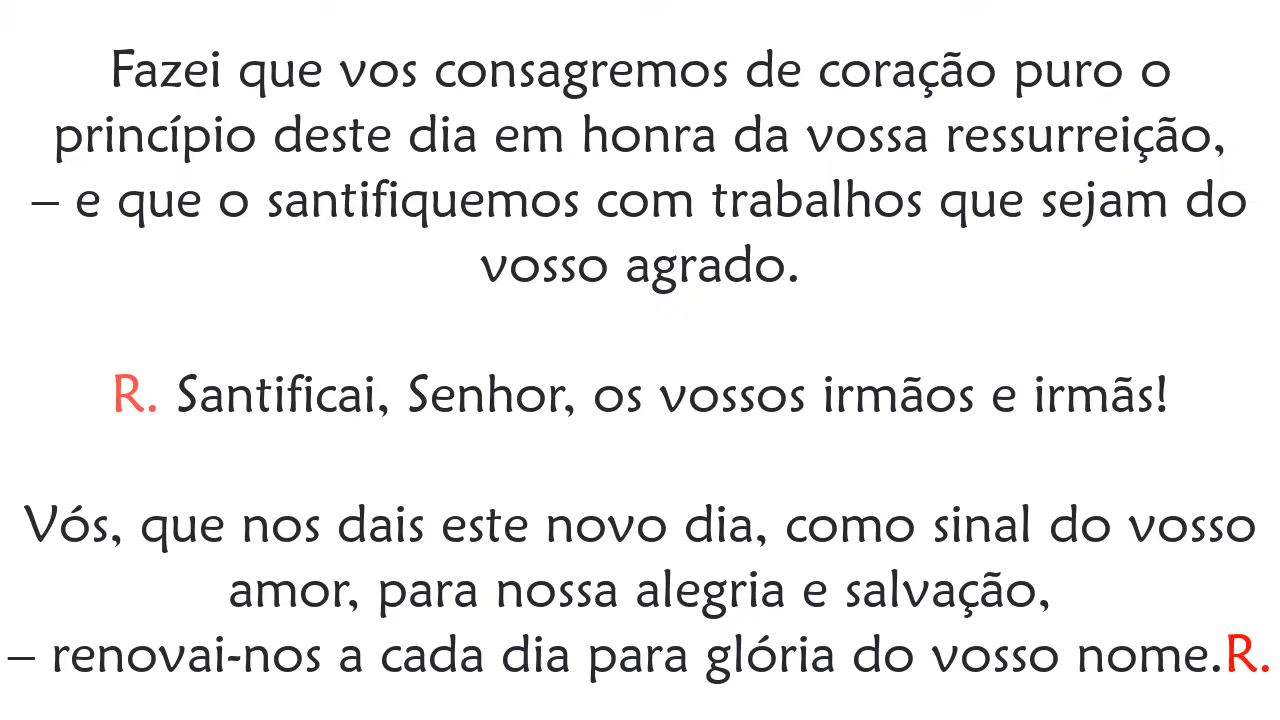 Fazei que vos consagremos de coração puro o
princípio deste dia em honra da vossa ressurreição,
– e que o santifiquemos com trabalhos que sejam do
vosso agrado.
R. Santificai, Senhor, os vossos irmãos e irmãs!
Vós, que nos dais este novo dia, como sinal do vosso
amor, para nossa alegria e salvação,
– renovai-nos a cada dia para glória do vosso nome.R.